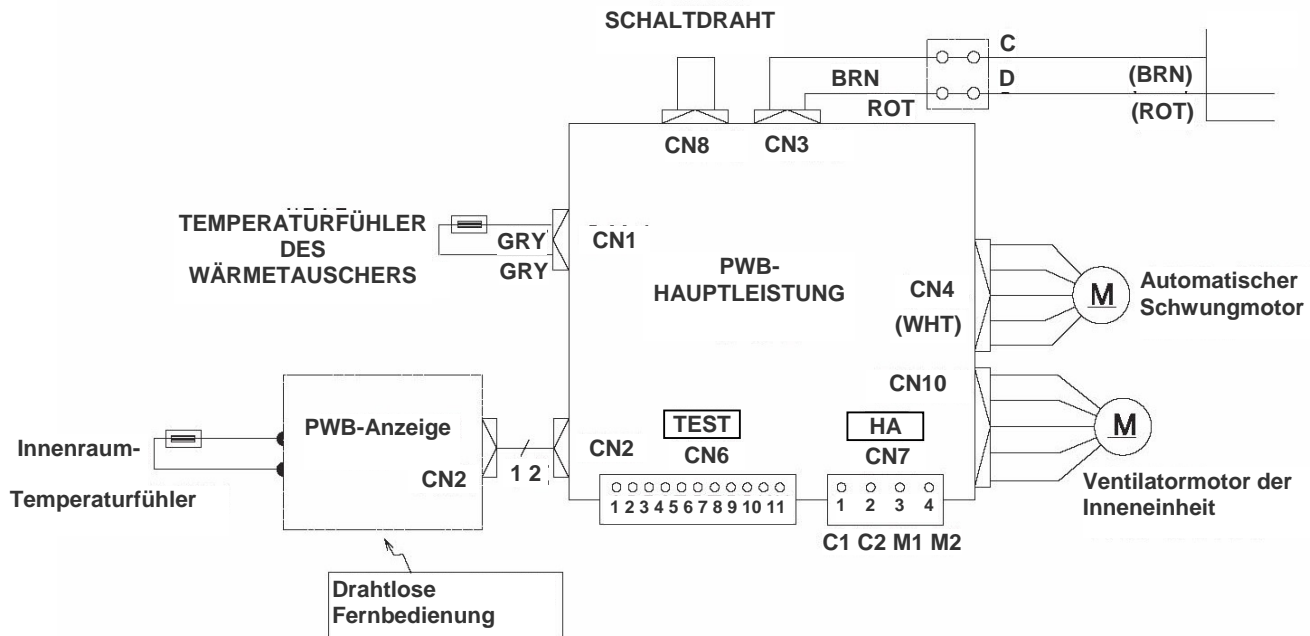 SCHALTDRAHT
C
BRN
D
(BRN)
ROT
(ROT)
CN8
CN3
TEMPERATURFÜHLER
DES
WÄRMETAUSCHERS
GRY
GRY
CN1
PWB-
HAUPTLEISTUNG
CN4
(WHT)
M
Automatischer
Schwungmotor
CN10
M
Ventilatormotor der
Inneneinheit
PWB-Anzeige
CN2
1 2
CN2
TEST
CN6
HA
CN7
1 2 3 4 5 6 7 8 9 10 11
1 2 3 4
C1 C2 M1 M2
Innenraum-
Temperaturfühler
Drahtlose
Fernbedienung